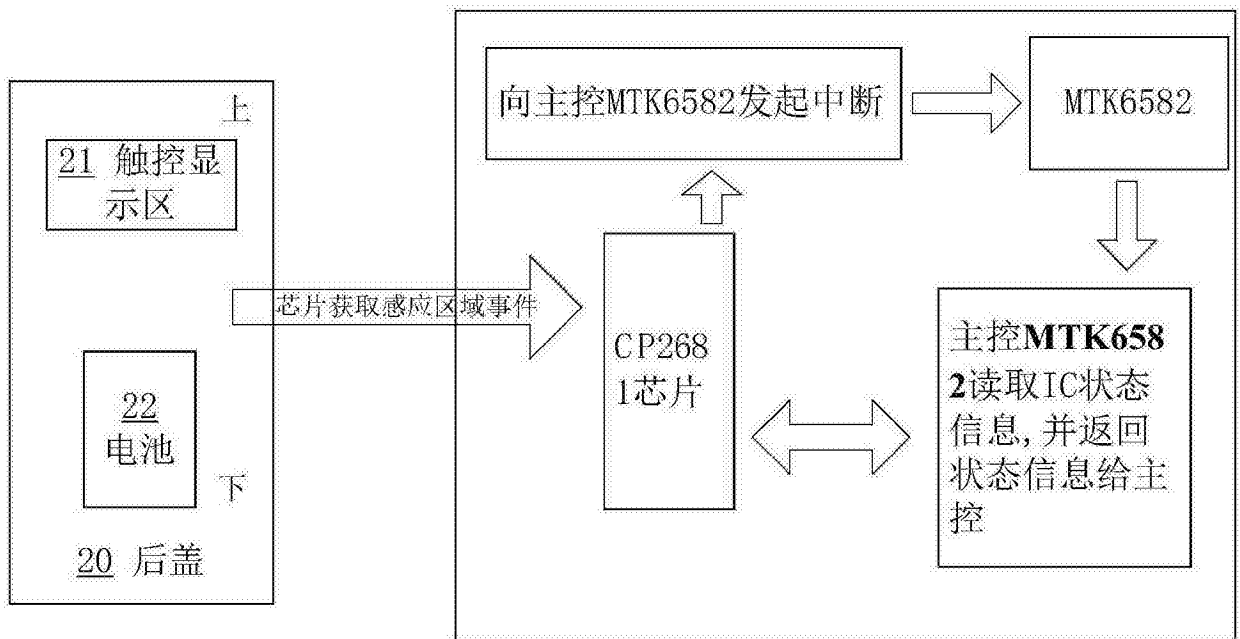 上
21 触控显
示区
22
电池
下
20 后盖
芯片获取感应区域事件
向主控MTK6582发起中断
MTK6582
CP268
1芯片
主控MTK658
2读取IC状态
信息,并返回
状态信息给主
控